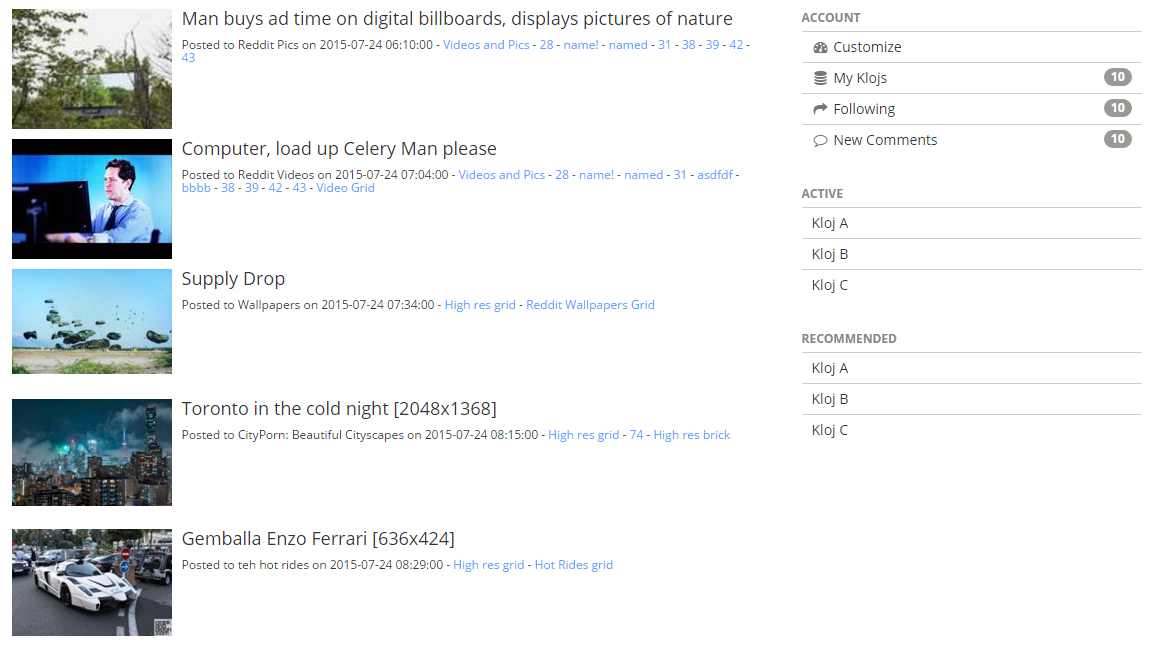 Man buys ad time on digital billboards, displays pictures of nature
Posted to Reddit Pics on 2015-07-24 06:10:00 - Videos and Pics - 28 - name! - named - 31 - 38 - 39 - 42 -
43
Computer, load up Celery Man please
Posted to Reddit Videos on 2015-07-24 07:04:00 - Videos and Pics - 28 - name! - named - 31 - asdfdf -
bbbb - 38 - 39 - 42 - 43 - Video Grid
Supply Drop
Posted to Wallpapers on 2015-07-24 07:34:00 - High res grid - Reddit Wallpapers Grid
Toronto in the cold night [2048x1368]
Posted to CityPorn: Beautiful Cityscapes on 2015-07-24 08:15:00 - High res grid - 74 - High res brick
Gemballa Enzo Ferrari [636x424]
Posted to teh hot rides on 2015-07-24 08:29:00 - High res grid - Hot Rides grid
ACCOUNT
Customize
My Klojs 10
Following 10
New Comments 10
ACTIVE
Kloj A
Kloj B
Kloj C
RECOMMENDED
Kloj A
Kloj B
Kloj C